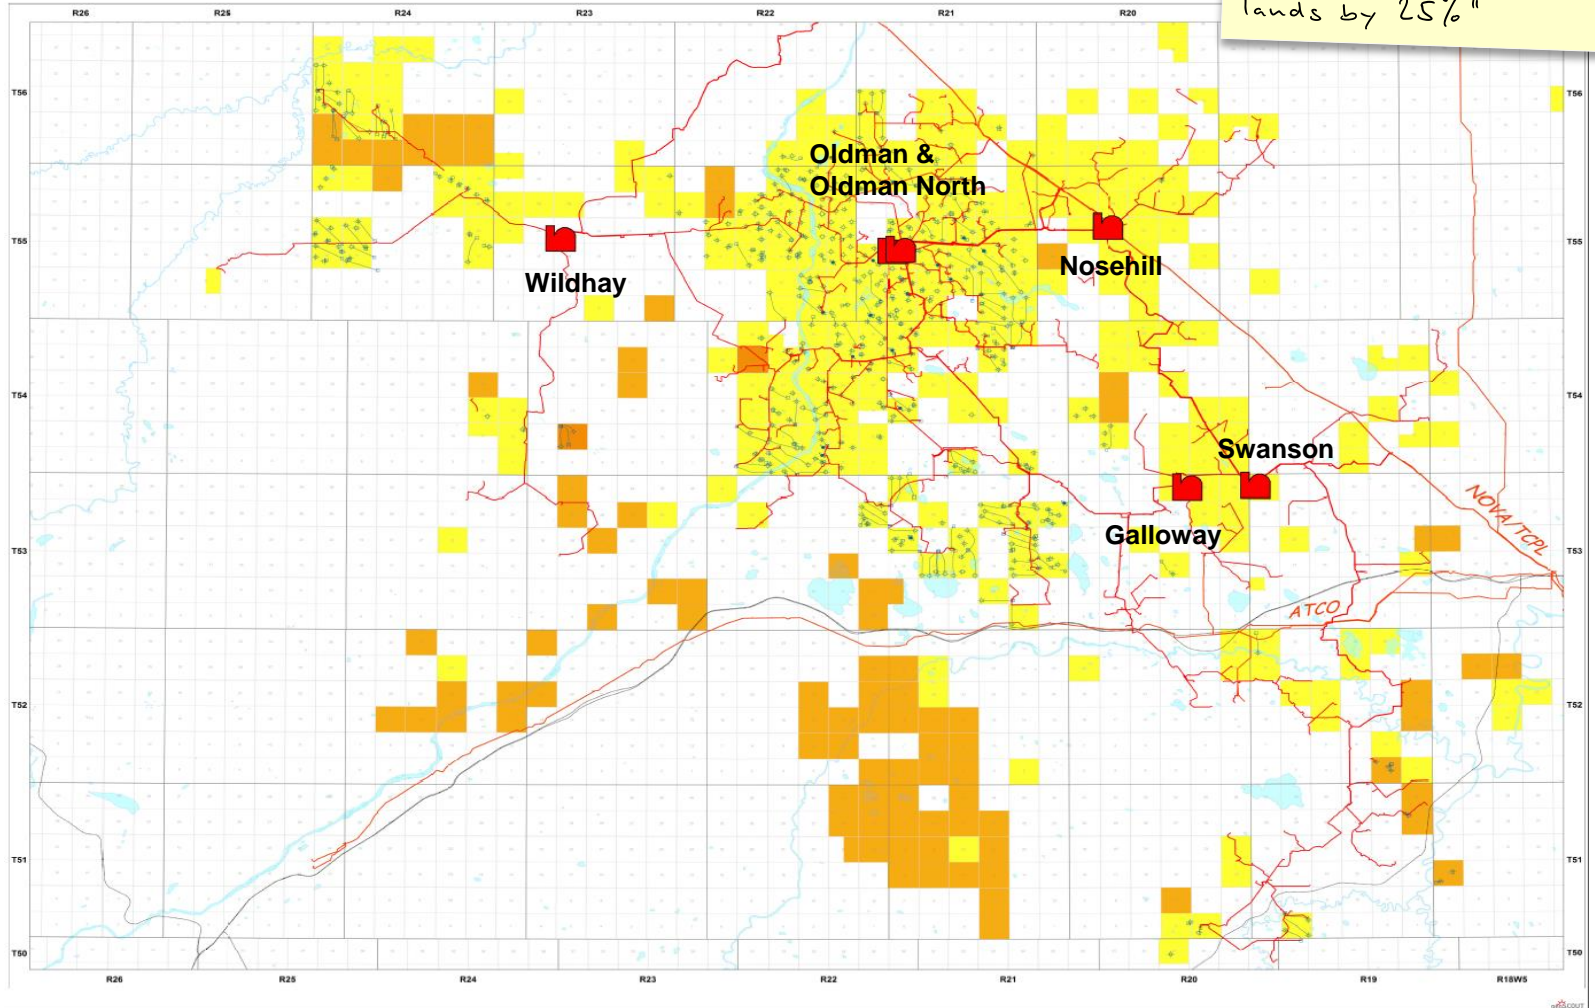 lands by 25%"
R26 R25 R24 R23 R22 R21 R20
T56 T56
Oldman &
Oldman North
T55 T55
Nosehill
Wildhay
T54 T54
Swanson
NOVA/TCPL
Galloway
T53 T53
ATCO
T52 T52
T51 T51
T50 T50
R26 R25 R24 R23 R22 R21 R20 R19 R18W5